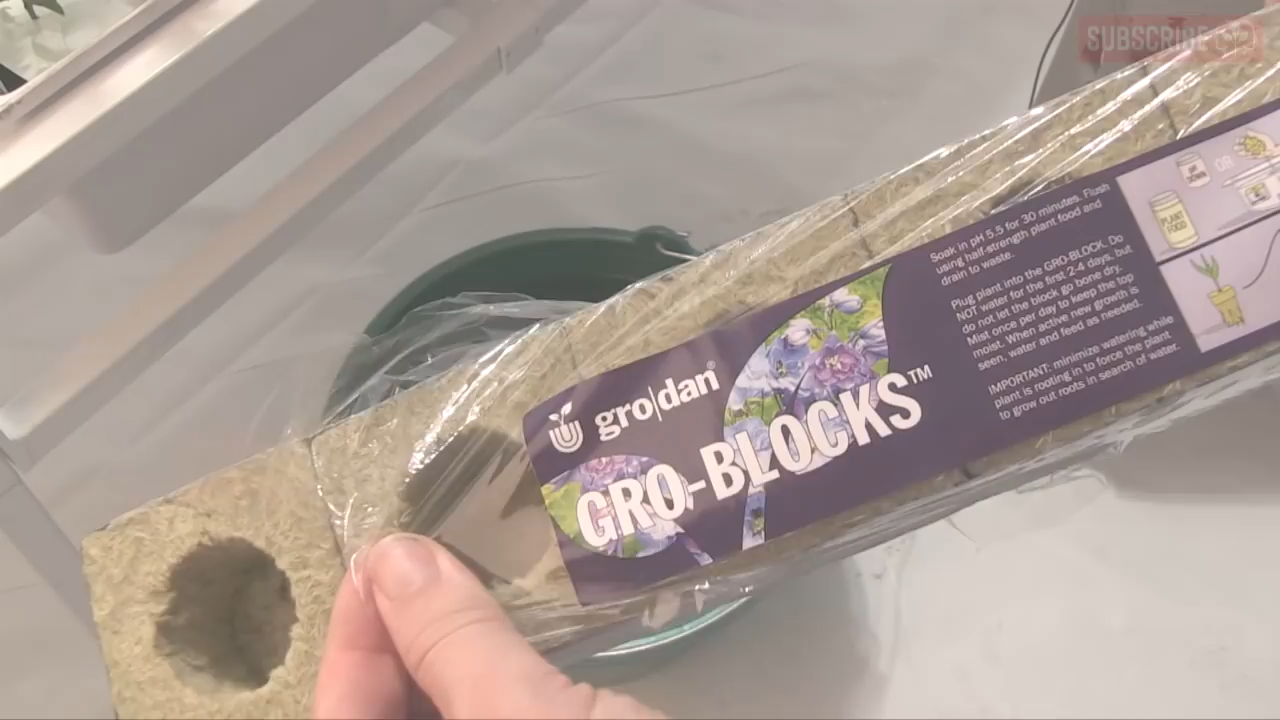 SUBSCRIBE
gro|dan®
GRO-BLOCKS™
Soak in pH 5.5 for 30 minutes. Flush
using half-strength plant food and
drain to waste.
Plug plant into the GRO-BLOCK. Do
NOT water for the first 2-4 days, but
do not let the block go bone dry.
Mist once per day to keep the top
moist. When active new growth is
seen, water and feed as needed.
IMPORTANT: minimize watering while
plant is rooting in to force the plant
to grow out roots in search of water.
PLANT
FOOD
DOWN
OR